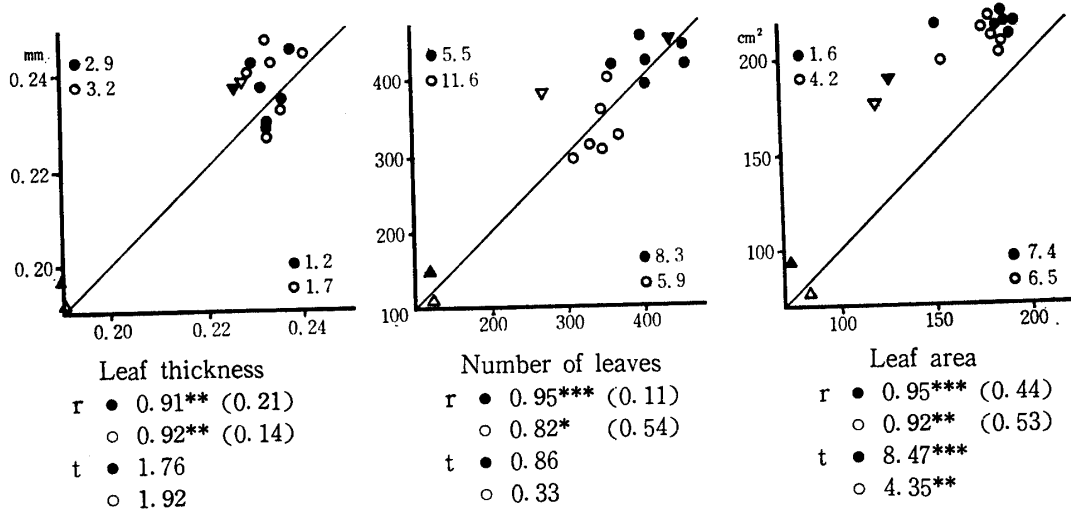 mm
● 2.9
0.24
○ 3.2
0.22
0.20
● 1.2
○ 1.7
0.20 0.22 0.24
Leaf thickness
r ● 0.91** (0.21)
○ 0.92** (0.14)
t ● 1.76
○ 1.92
● 5.5
400
○ 11.6
300
200
● 8.3
○ 5.9
100
200 300 400
Number of leaves
r ● 0.95*** (0.11)
○ 0.82* (0.54)
t ● 0.86
○ 0.33
cm²
● 1.6
200
○ 4.2
150
100
● 7.4
○ 6.5
100 150 200
Leaf area
r ● 0.95*** (0.44)
○ 0.92** (0.53)
t ● 8.47***
○ 4.35**